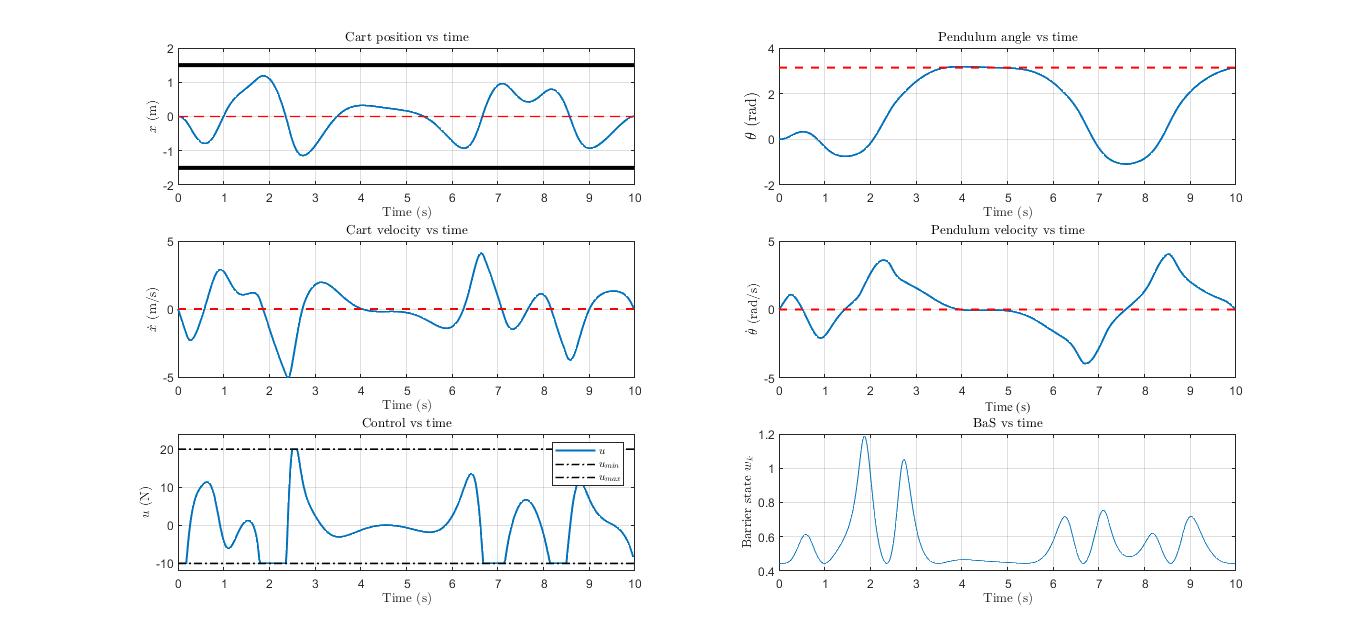 Cart position vs time
2
1
0
-1
-2
x (m)
0 1 2 3 4 5 6 7 8 9 10
Time (s)
Pendulum angle vs time
4
2
0
-2
θ (rad)
0 1 2 3 4 5 6 7 8 9 10
Time (s)
Cart velocity vs time
5
0
-5
ẋ (m/s)
0 1 2 3 4 5 6 7 8 9 10
Time (s)
Pendulum velocity vs time
5
0
-5
θ̇ (rad/s)
0 1 2 3 4 5 6 7 8 9 10
Time (s)
Control vs time
20
10
0
-10
u (N)
u
u_min
u_max
0 1 2 3 4 5 6 7 8 9 10
Time (s)
BaS vs time
1.2
1
0.8
0.6
0.4
Barrier state w_k
0 1 2 3 4 5 6 7 8 9 10
Time (s)